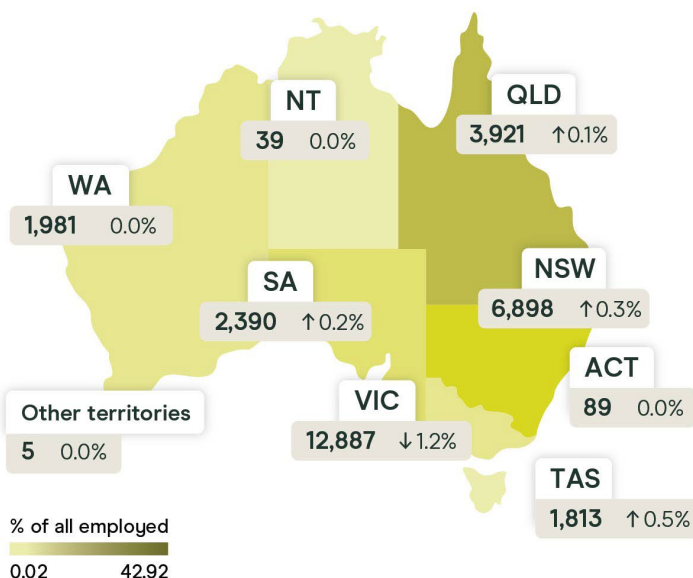 NT
39 0.0%
QLD
3,921 ↑0.1%
WA
1,981 0.0%
SA
2,390 ↑0.2%
NSW
6,898 ↑0.3%
ACT
89 0.0%
VIC
12,887 ↓1.2%
Other territories
5 0.0%
TAS
1,813 ↑0.5%
% of all employed
0.02 42.92